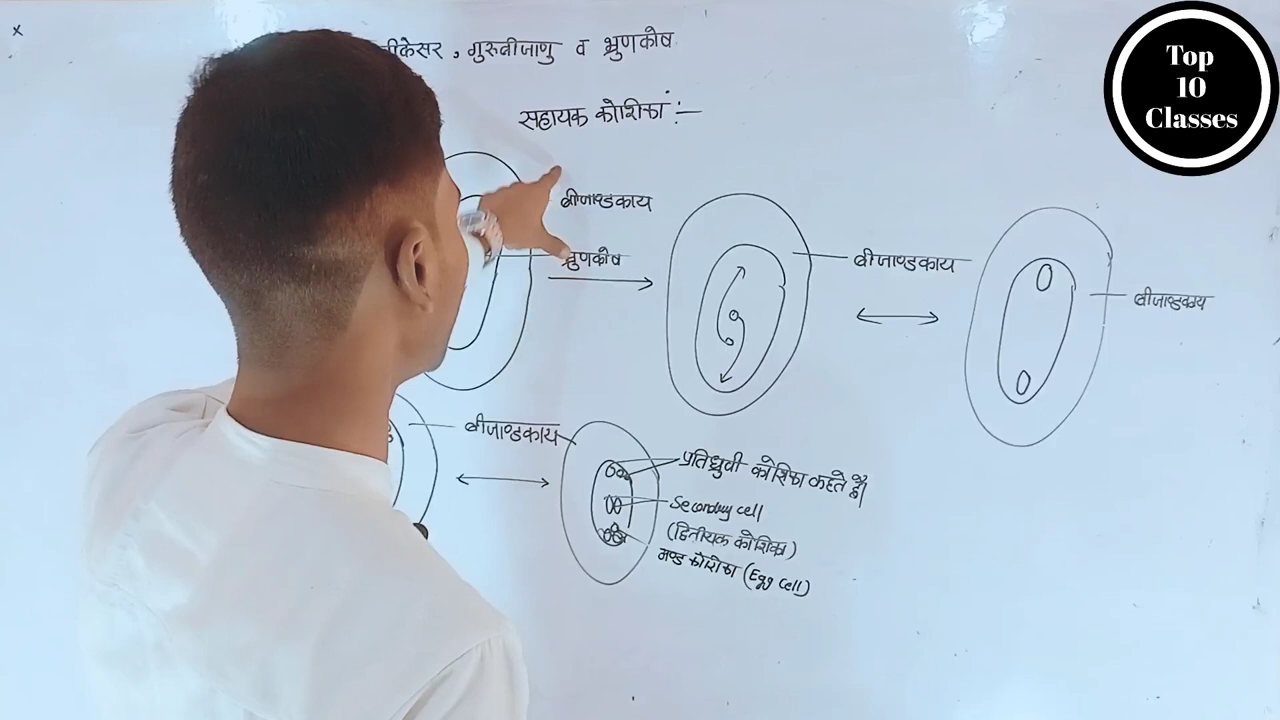 Top
10
Classes
केसर, गुरुबीजाणु व भ्रुणकोष
सहायक कोशिका :-
बीजाण्डकाय
भ्रुणकोष
बीजाण्डकाय
बीजाण्डकाय
बीजाण्डकाय
प्रतिध्रुवी कोशिका कहते है।
Secondary cell
(द्वितीयक कोशिका)
अण्ड कोशिका (Egg cell)